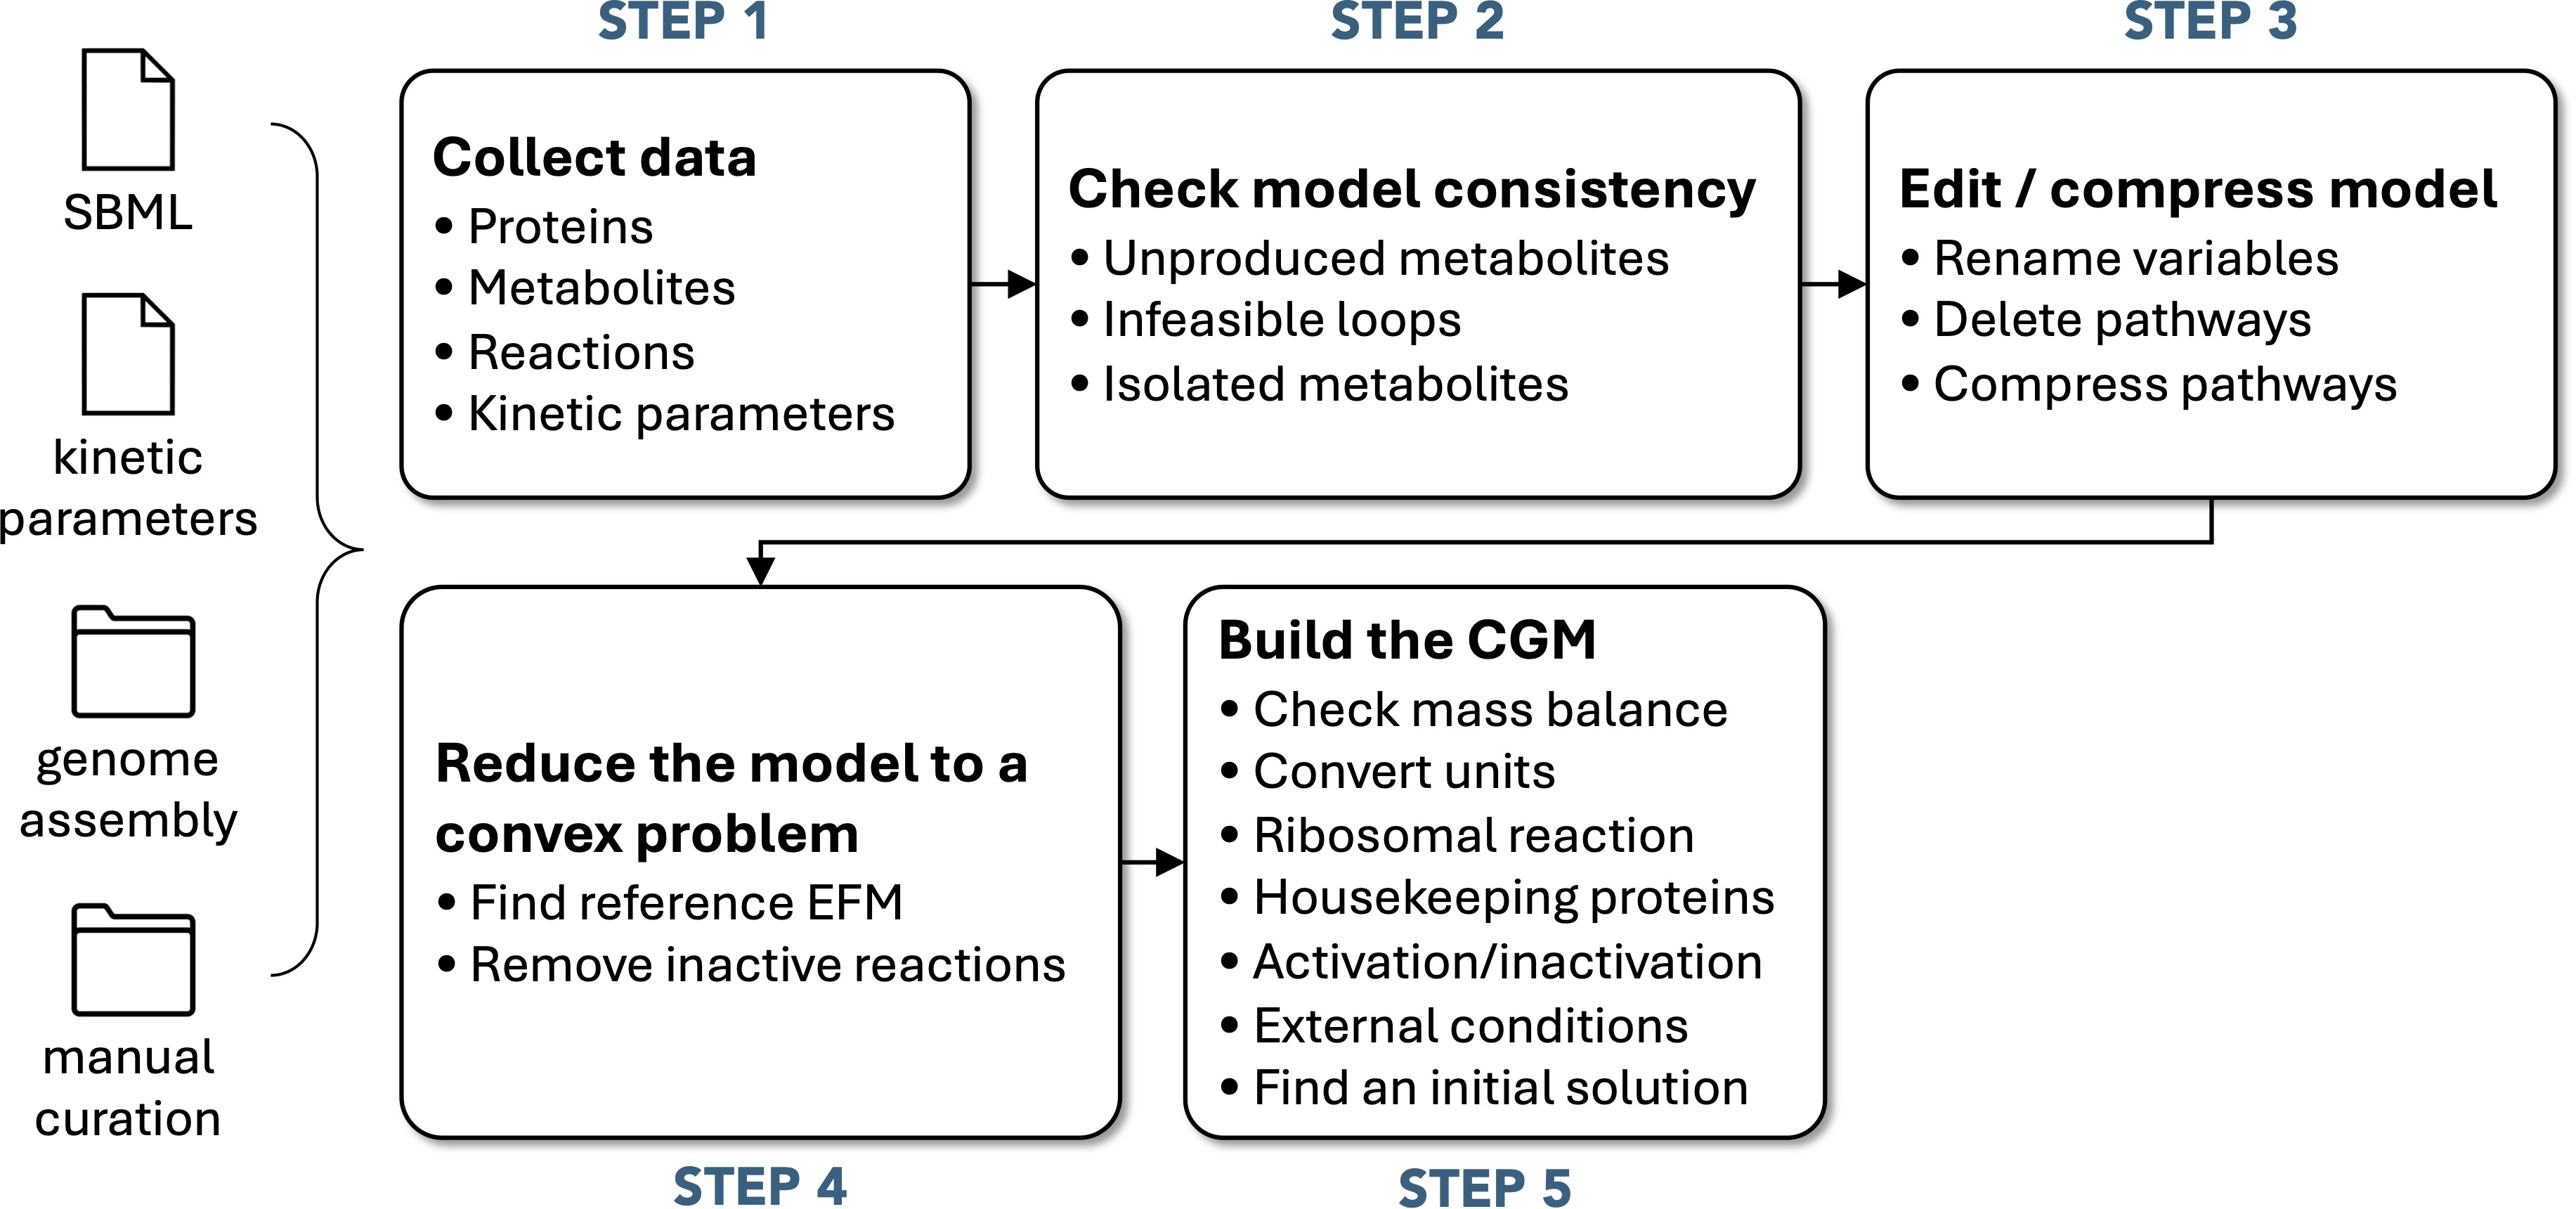 SBML
kinetic
parameters
genome
assembly
manual
curation
STEP 1
Collect data
• Proteins
• Metabolites
• Reactions
• Kinetic parameters
STEP 2
Check model consistency
• Unproduced metabolites
• Infeasible loops
• Isolated metabolites
STEP 3
Edit / compress model
• Rename variables
• Delete pathways
• Compress pathways
Reduce the model to a
convex problem
• Find reference EFM
• Remove inactive reactions
STEP 4
Build the CGM
• Check mass balance
• Convert units
• Ribosomal reaction
• Housekeeping proteins
• Activation/inactivation
• External conditions
• Find an initial solution
STEP 5